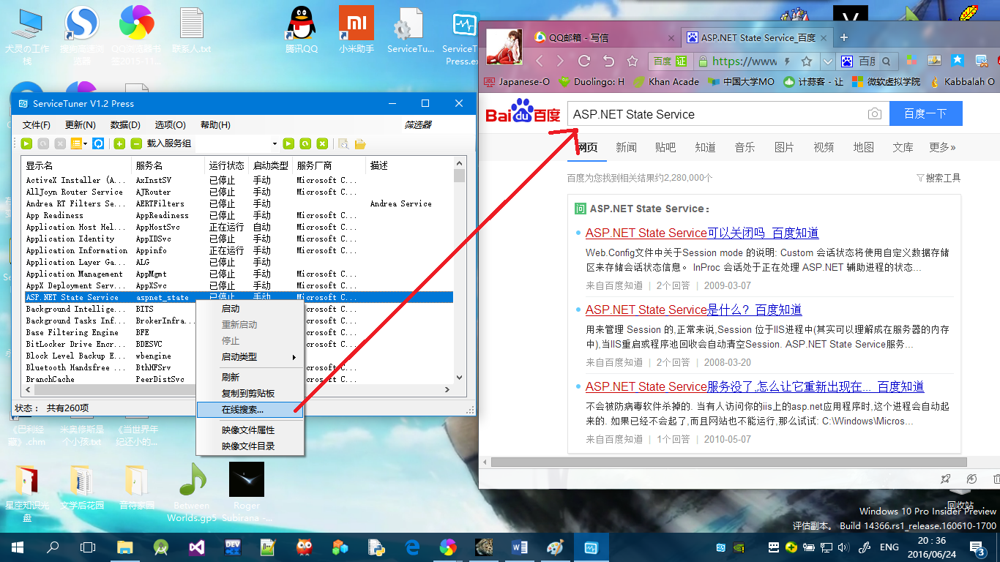 犬灵の工作
栈
搜狗高速浏
览器
QQ浏览器书
签2015-11...
联系人.txt
腾讯QQ
小米助手
ServiceTu...
ServiceT
Press.ex
ServiceTuner V1.2 Press
文件(F) 更新(N) 数据(D) 选项(O) 帮助(H) 筛选器
载入服务组
显示名 服务名 运行状态 启动类型 服务厂商 描述
ActiveX Installer (A... AxInstSV 已停止 手动 Microsoft C...
AllJoyn Router Service AJRouter 已停止 手动 Microsoft C...
Andrea RT Filters Se... AERTFilters 已停止 手动 Andrea Service
App Readiness AppReadiness 已停止 手动 Microsoft C...
Application Host Hel... AppHostSvc 正在运行 自动 Microsoft C...
Application Identity AppIDSvc 已停止 手动 Microsoft C...
Application Information Appinfo 正在运行 手动 Microsoft C...
Application Layer Ga... ALG 已停止 手动 Microsoft C...
Application Management AppMgmt 已停止 手动 Microsoft C...
AppX Deployment Serv... AppXSvc 已停止 手动 Microsoft C...
ASP.NET State Service aspnet_state 已停止 手动 Microsoft C...
Background Intellige... BITS
Background Tasks Inf... BrokerInfra...
Base Filtering Engine BFE
BitLocker Drive Encr... BDESVC
Block Level Backup E... wbengine
Bluetooth Handsfree ... BthHFSrv
BranchCache PeerDistSvc
启动
重新启动
停止
启动类型
刷新
复制到剪贴板
在线搜索...
映像文件属性
映像文件目录
状态： 共有260项
QQ邮箱 - 写信
ASP.NET State Service_百度
百度 证 https://www 百度
Japanese-O Duolingo: H Khan Acade 中国大学MO 计蒜客 - 让 微软虚拟学院 Kabbalah O
Bai du 百度 ASP.NET State Service 百度一下
网页 新闻 贴吧 知道 音乐 图片 视频 地图 文库 更多»
百度为您找到相关结果约2,280,000个 搜索工具
问 ASP.NET State Service：
ASP.NET State Service可以关闭吗_百度知道
Web.Config文件中关于Session mode 的说明: Custom 会话状态将使用自定义数据存储
区来存储会话状态信息。 InProc 会话处于正在处理 ASP.NET 辅助进程的状态...
来自百度知道 | 2个回答 | 2009-03-07
ASP.NET State Service是什么？_百度知道
用来管理 Session 的,正常来说,Session 位于IIS进程中(其实可以理解成在服务器的内存
中),当IIS重启或程序池回收会自动清空Session. ASP.NET State Service服务...
来自百度知道 | 2个回答 | 2008-03-20
ASP.NET State Service服务没了,怎么让它重新出现在..._百度知道
不会被防病毒软件杀掉的. 当有人访问你的iis上的asp.net应用程序时,这个进程会自动起
来的. 如果已经不会起了,而且网站也不能运行,那么试试: C:\Windows\Micros...
来自百度知道 | 1个回答 | 2010-05-07
《巴利经
藏》.chm
米奥修斯是
个小孩.txt
《当世界年
纪还小的...
星座知识光
盘
文学后花园
音符家园
Between
Worlds.gp5
Roger
Subirana -...
回收站
Windows 10 Pro Insider Preview
评估副本。 Build 14366.rs1_release.160610-1700
DEV
ENG
20：36
2016/06/24
3